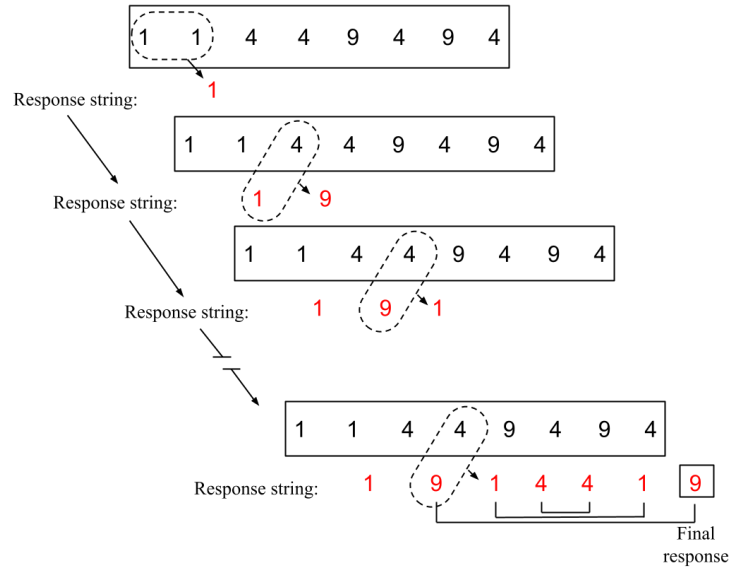 1 1 4 4 9 4 9 4
1
Response string:
1 1 4 4 9 4 9 4
1 9
Response string:
1 1 4 4 9 4 9 4
1 9 1
Response string:
1 1 4 4 9 4 9 4
Response string: 1 9 1 4 4 1 9
Final
response